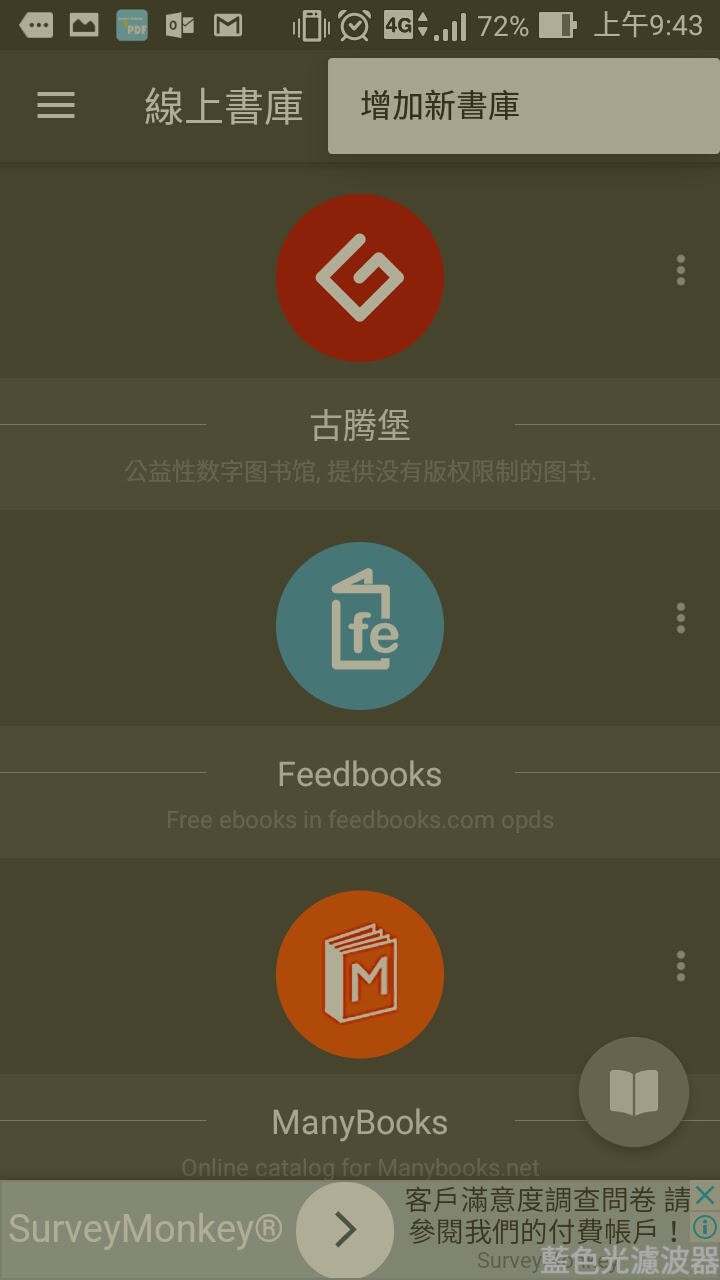 72% 上午9:43
4G
線上書庫
增加新書庫
古腾堡
公益性数字图书馆, 提供没有版权限制的图书.
fe
Feedbooks
Free ebooks in feedbooks.com opds
M
ManyBooks
Online catalog for Manybooks.net
SurveyMonkey®
客戶滿意度調查問卷 請
參閱我們的付費帳戶！
藍色光濾波器